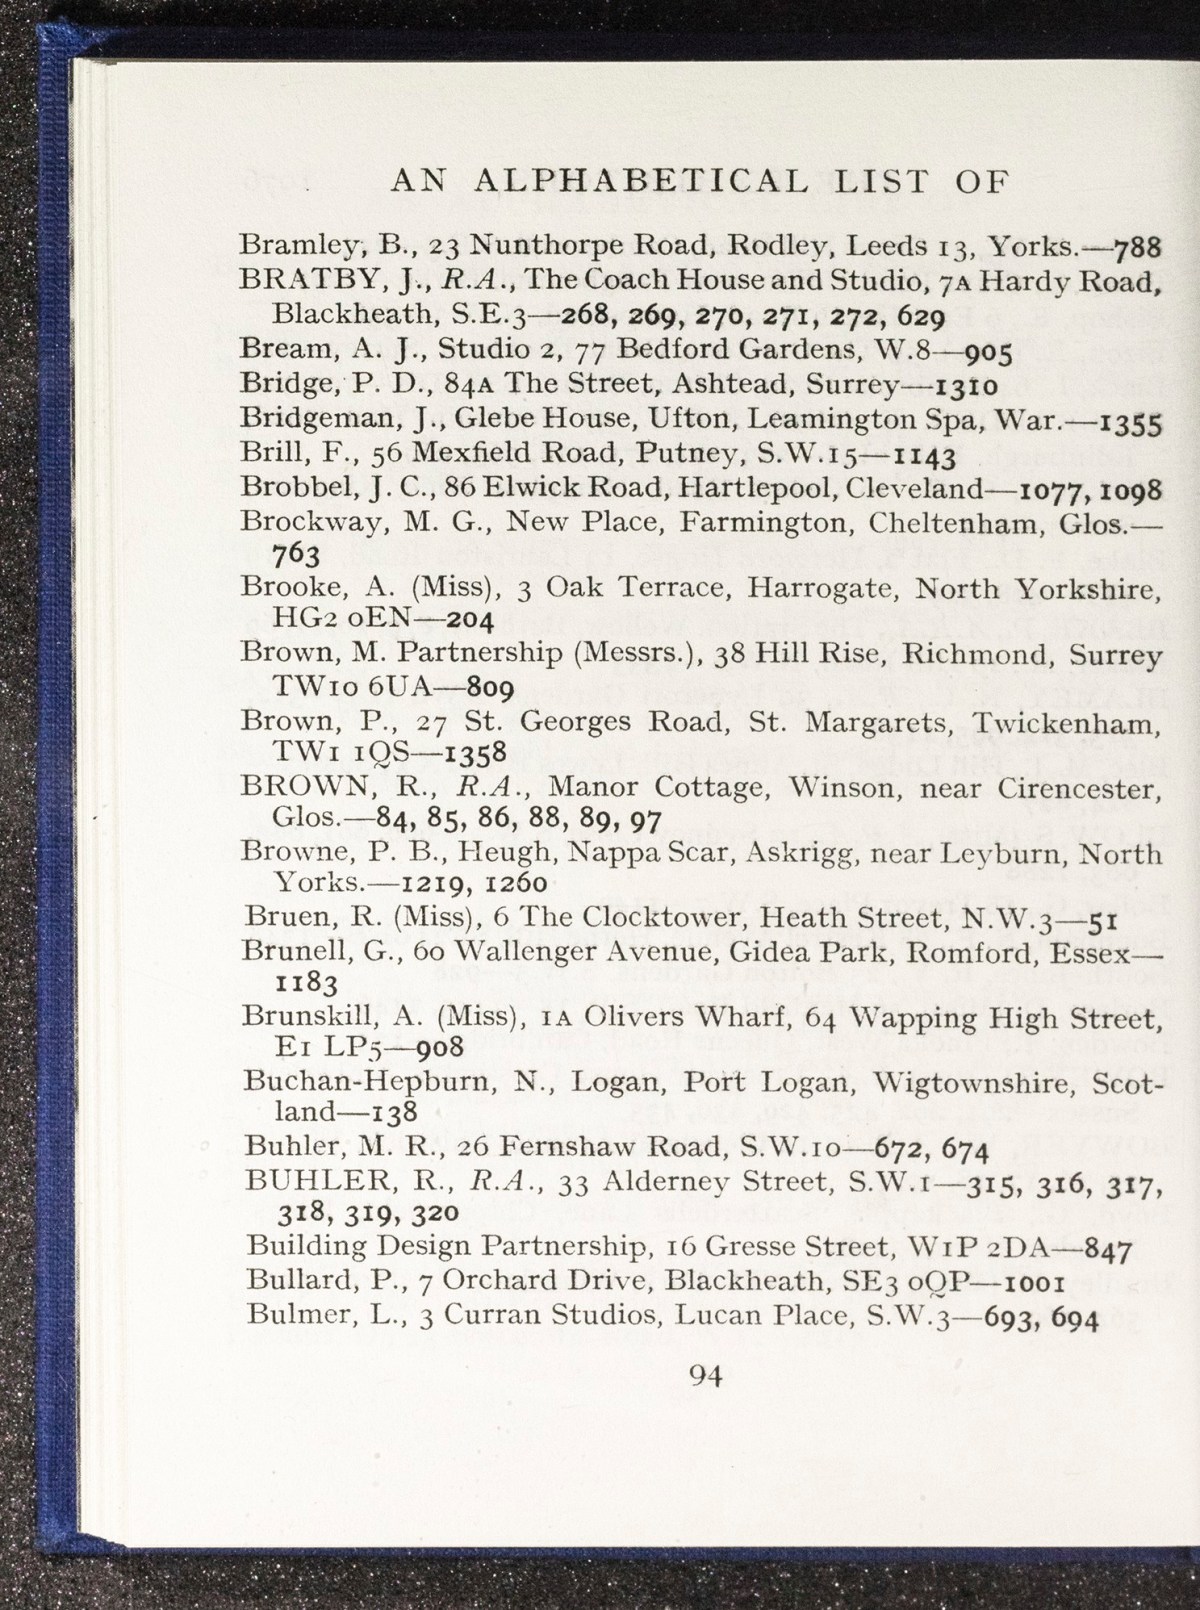 AN ALPHABETICAL LIST OF
Bramley, B., 23 Nunthorpe Road, Rodley, Leeds 13, Yorks.—788
BRATBY, J., R.A., The Coach House and Studio, 7A Hardy Road,
Blackheath, S.E.3—268, 269, 270, 271, 272, 629
Bream, A. J., Studio 2, 77 Bedford Gardens, W.8—905
Bridge, P. D., 84A The Street, Ashtead, Surrey—1310
Bridgeman, J., Glebe House, Ufton, Leamington Spa, War.—1355
Brill, F., 56 Mexfield Road, Putney, S.W.15—1143
Brobbel, J. C., 86 Elwick Road, Hartlepool, Cleveland—1077, 1098
Brockway, M. G., New Place, Farmington, Cheltenham, Glos.—
763
Brooke, A. (Miss), 3 Oak Terrace, Harrogate, North Yorkshire,
HG2 0EN—204
Brown, M. Partnership (Messrs.), 38 Hill Rise, Richmond, Surrey
TW10 6UA—809
Brown, P., 27 St. Georges Road, St. Margarets, Twickenham,
TW1 1QS—1358
BROWN, R., R.A., Manor Cottage, Winson, near Cirencester,
Glos.—84, 85, 86, 88, 89, 97
Browne, P. B., Heugh, Nappa Scar, Askrigg, near Leyburn, North
Yorks.—1219, 1260
Bruen, R. (Miss), 6 The Clocktower, Heath Street, N.W.3—51
Brunell, G., 60 Wallenger Avenue, Gidea Park, Romford, Essex—
1183
Brunskill, A. (Miss), 1A Olivers Wharf, 64 Wapping High Street,
E1 LP5—908
Buchan-Hepburn, N., Logan, Port Logan, Wigtownshire, Scot-
land—138
Buhler, M. R., 26 Fernshaw Road, S.W.10—672, 674
BUHLER, R., R.A., 33 Alderney Street, S.W.1—315, 316, 317,
318, 319, 320
Building Design Partnership, 16 Gresse Street, W1P 2DA—847
Bullard, P., 7 Orchard Drive, Blackheath, SE3 0QP—1001
Bulmer, L., 3 Curran Studios, Lucan Place, S.W.3—693, 694
94